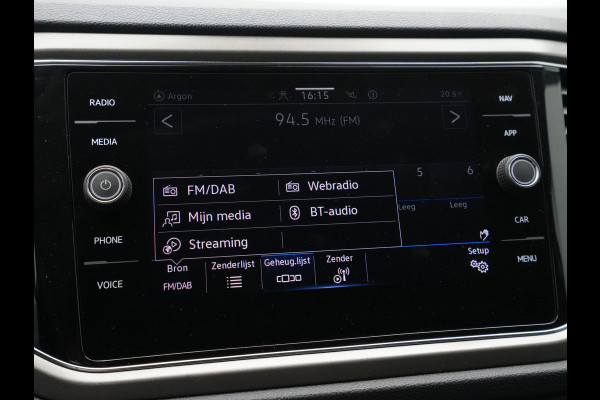 RADIO
MEDIA
PHONE
VOICE
Argon
16:15
20.5°C
94.5 MHz (FM)
5 6
Leeg Leeg
FM/DAB Webradio
Mijn media BT-audio
Streaming
Bron Zenderlijst Geheug.lijst Zender Setup
FM/DAB
NAV
APP
CAR
MENU